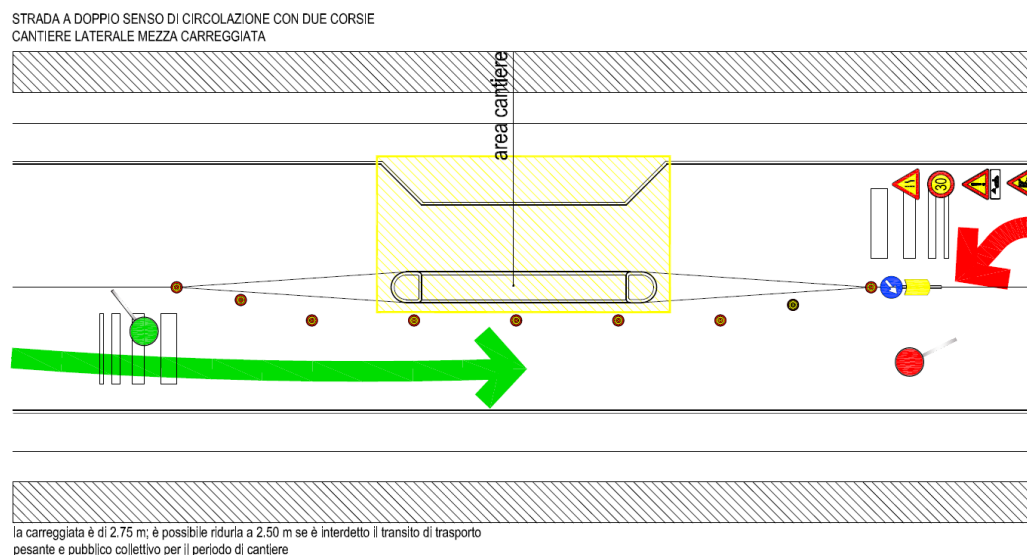 STRADA A DOPPIO SENSO DI CIRCOLAZIONE CON DUE CORSIE
CANTIERE LATERALE MEZZA CARREGGIATA
area cantiere
30
la carreggiata è di 2.75 m; è possibile ridurla a 2.50 m se è interdetto il transito di trasporto
pesante e pubblico collettivo per il periodo di cantiere